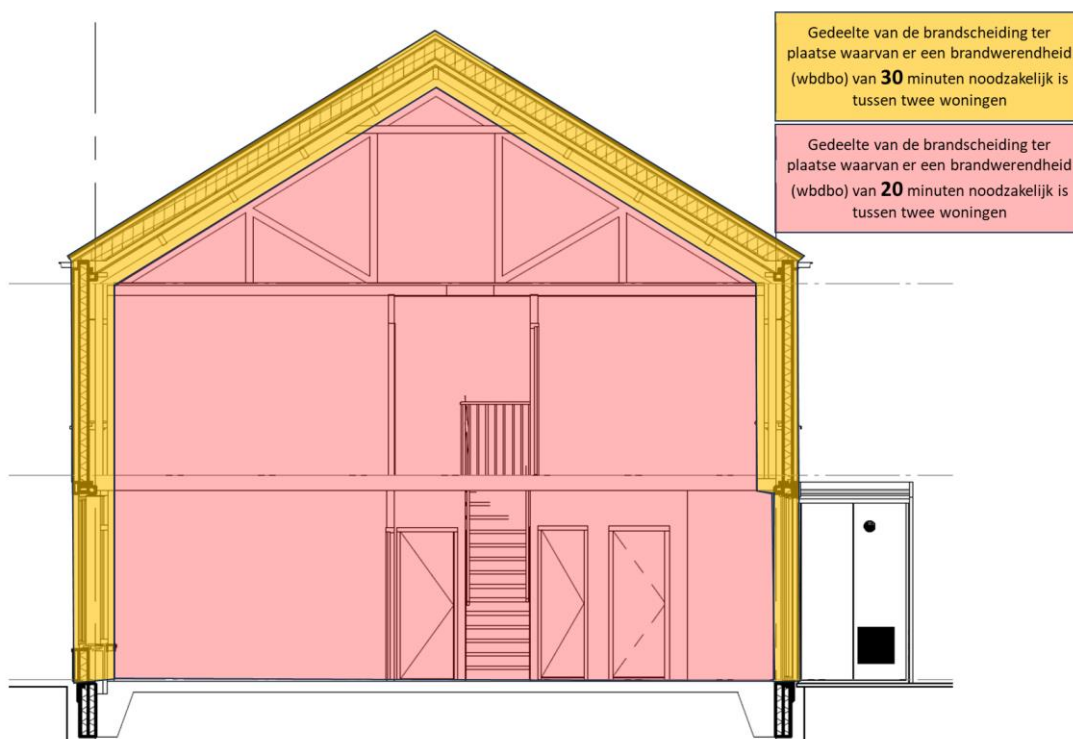 Gedeelte van de brandscheiding ter
plaatse waarvan er een brandwerendheid
(wbdbo) van 30 minuten noodzakelijk is
tussen twee woningen
Gedeelte van de brandscheiding ter
plaatse waarvan er een brandwerendheid
(wbdbo) van 20 minuten noodzakelijk is
tussen twee woningen